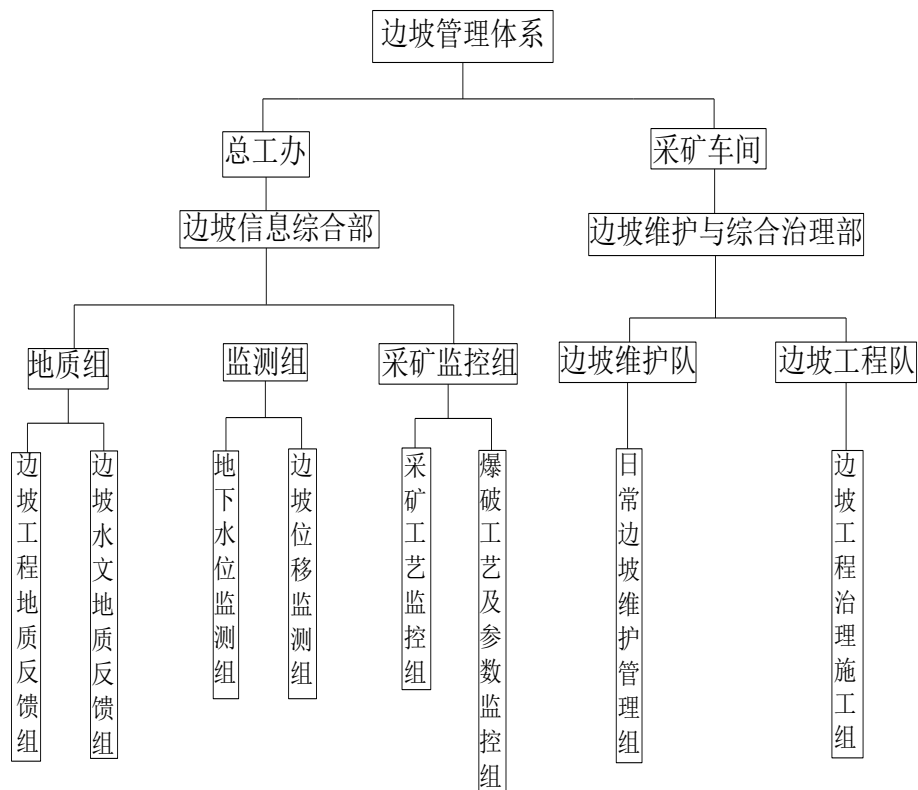 边坡管理体系
总工办
采矿车间
边坡信息综合部
边坡维护与综合治理部
地质组
监测组
采矿监控组
边坡维护队
边坡工程队
边坡工程地质反馈组
边坡水文地质反馈组
地下水位监测组
边坡位移监测组
采矿工艺监控组
爆破工艺及参数监控组
日常边坡维护管理组
边坡工程治理施工组